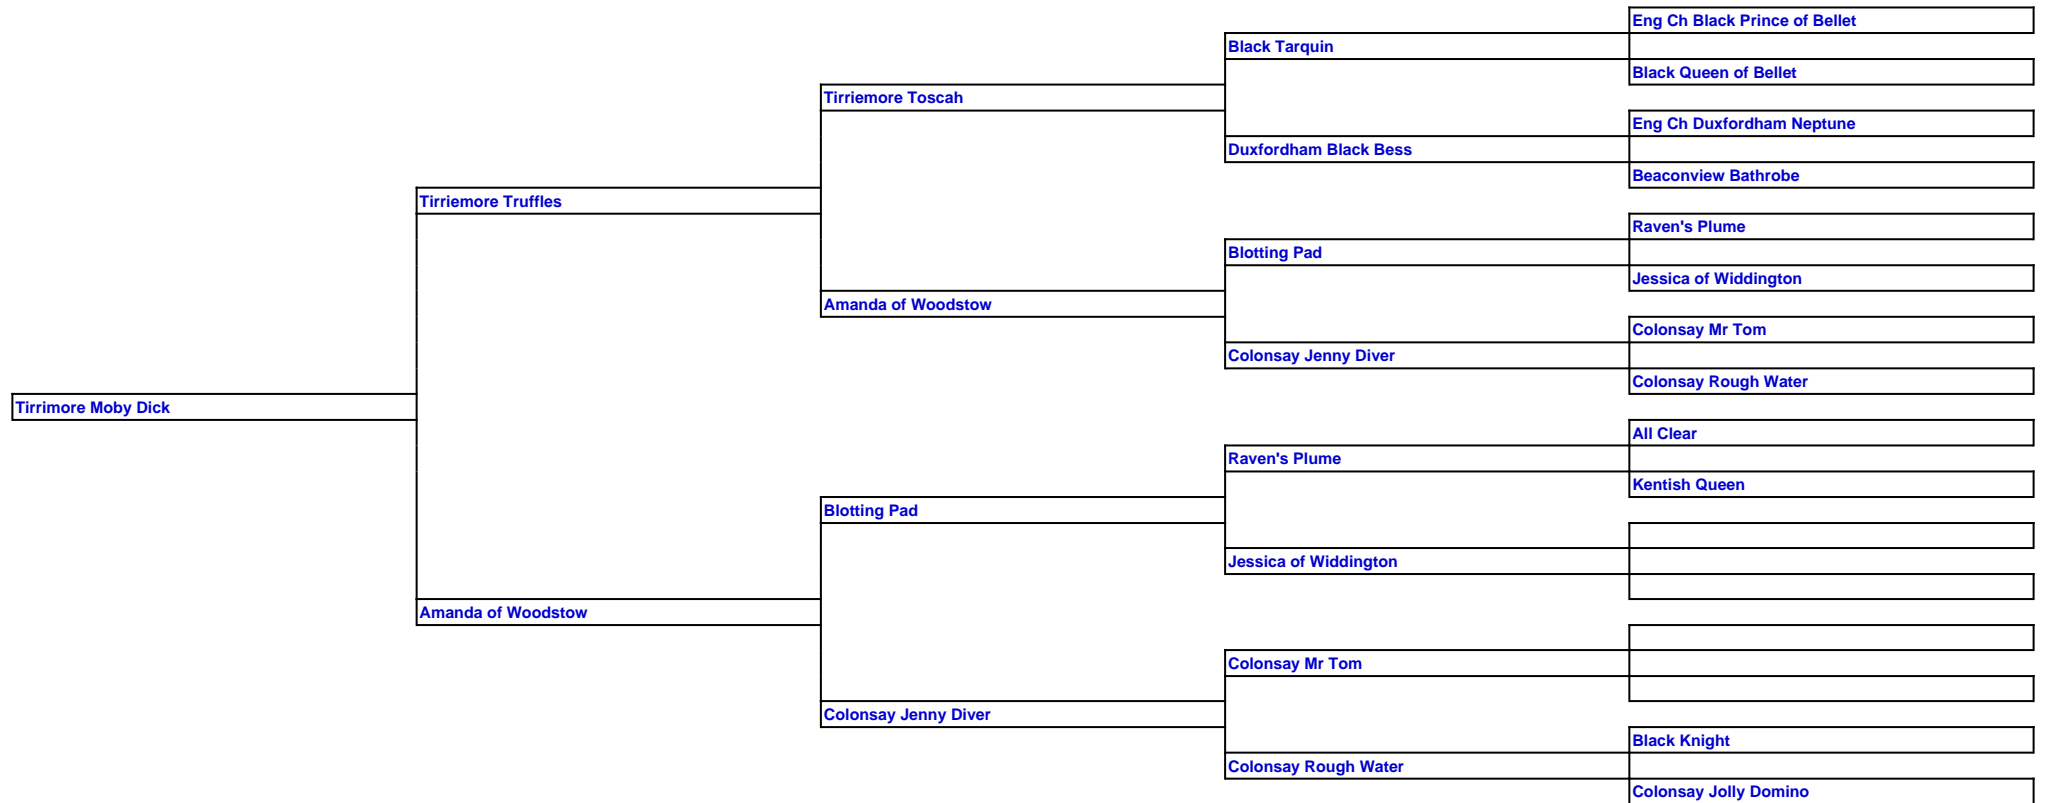 Eng Ch Black Prince of Bellet
Black Tarquin
Black Queen of Bellet
Tirriemore Toscah
Eng Ch Duxfordham Neptune
Duxfordham Black Bess
Beaconview Bathrobe
Tirriemore Truffles
Raven's Plume
Blotting Pad
Jessica of Widdington
Amanda of Woodstow
Colonsay Mr Tom
Colonsay Jenny Diver
Colonsay Rough Water
Tirrimore Moby Dick
All Clear
Raven's Plume
Kentish Queen
Blotting Pad
Jessica of Widdington
Amanda of Woodstow
Colonsay Mr Tom
Colonsay Jenny Diver
Black Knight
Colonsay Rough Water
Colonsay Jolly Domino